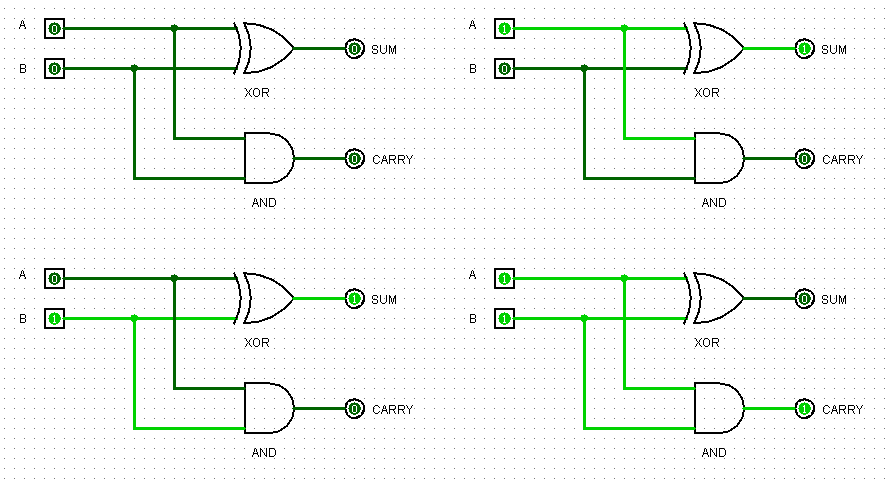 A 0 0 SUM
B 0
XOR
0 CARRY
AND
A 1 1 SUM
B 0
XOR
0 CARRY
AND
A 0 1 SUM
B 1
XOR
0 CARRY
AND
A 1 0 SUM
B 1
XOR
1 CARRY
AND